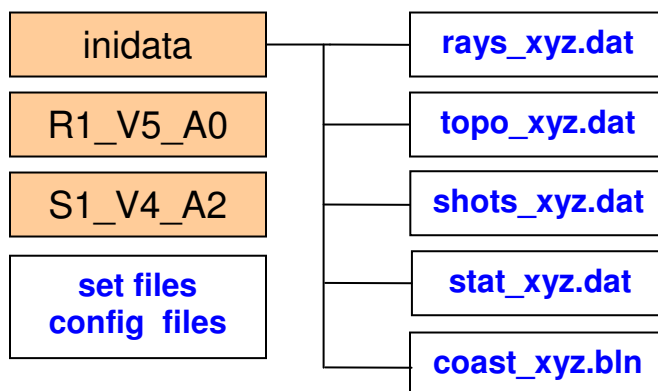 inidata
R1_V5_A0
S1_V4_A2
set files
config files
rays_xyz.dat
topo_xyz.dat
shots_xyz.dat
stat_xyz.dat
coast_xyz.bln